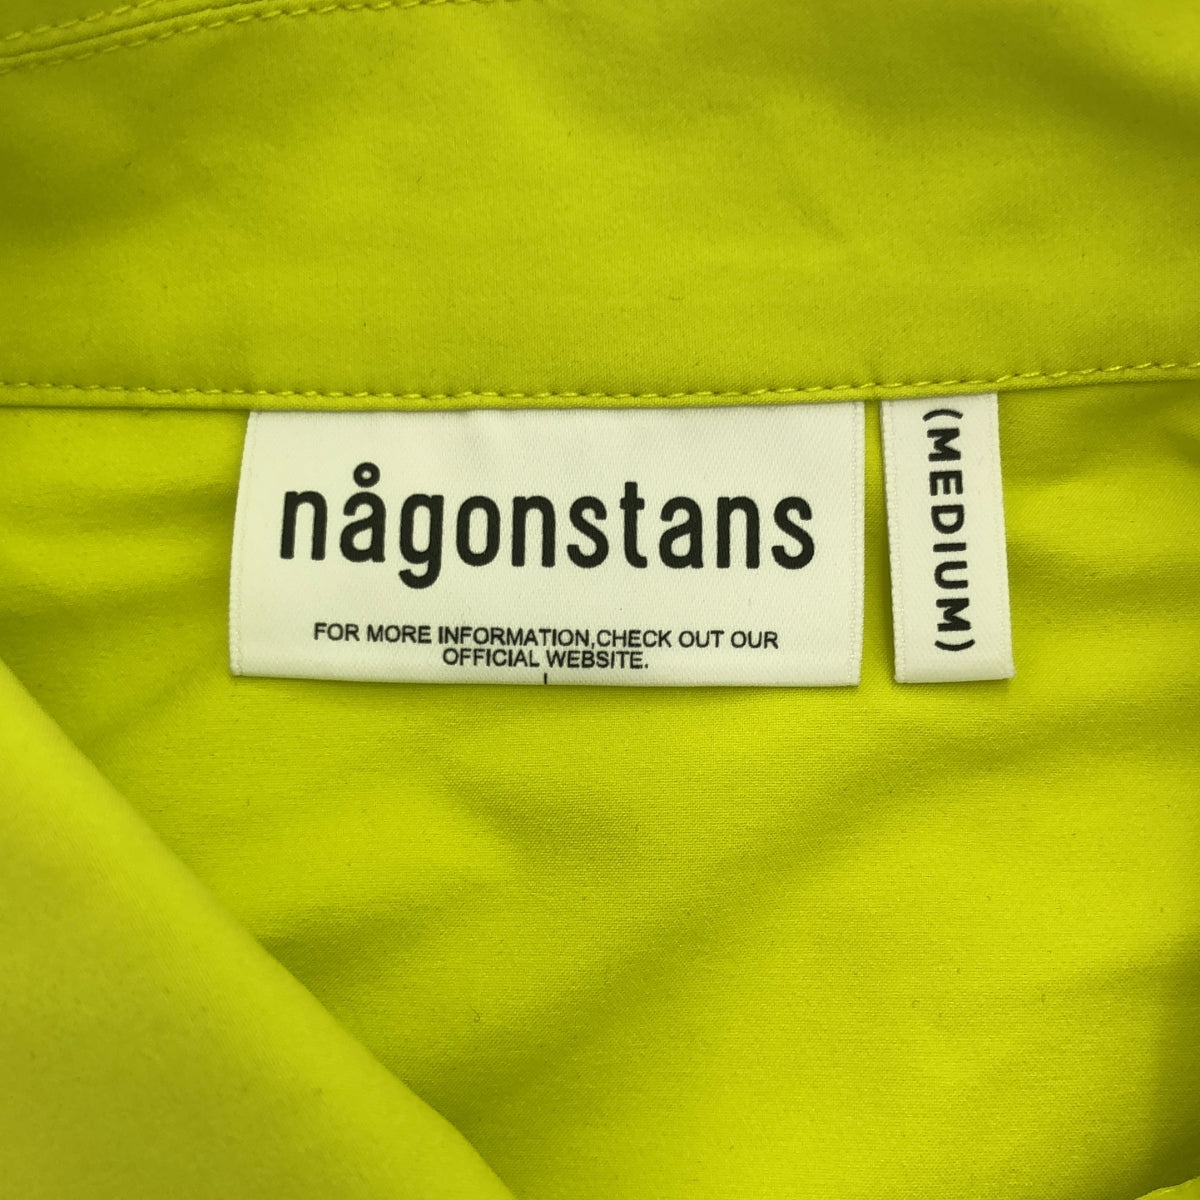 någonstans
FOR MORE INFORMATION,CHECK OUT OUR
OFFICIAL WEBSITE.
(MEDIUM)